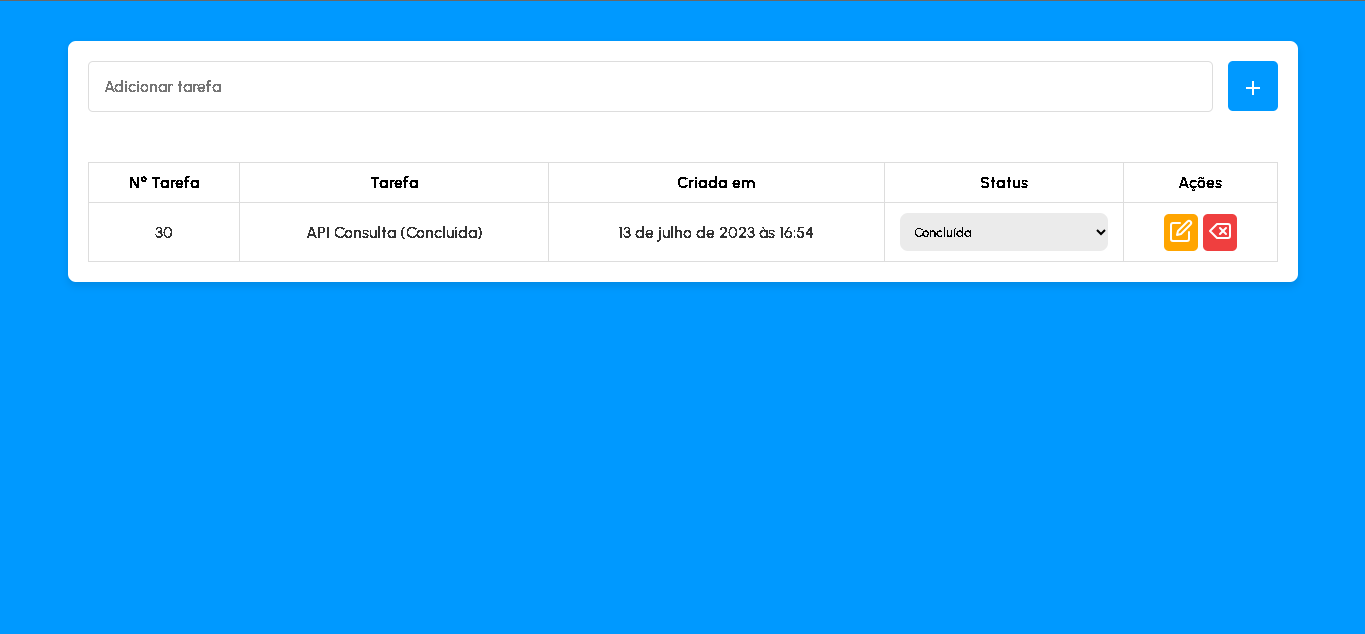 Adicionar tarefa
+
Nº Tarefa Tarefa Criada em Status Ações
30 API Consulta (Concluida) 13 de julho de 2023 às 16:54 Concluída